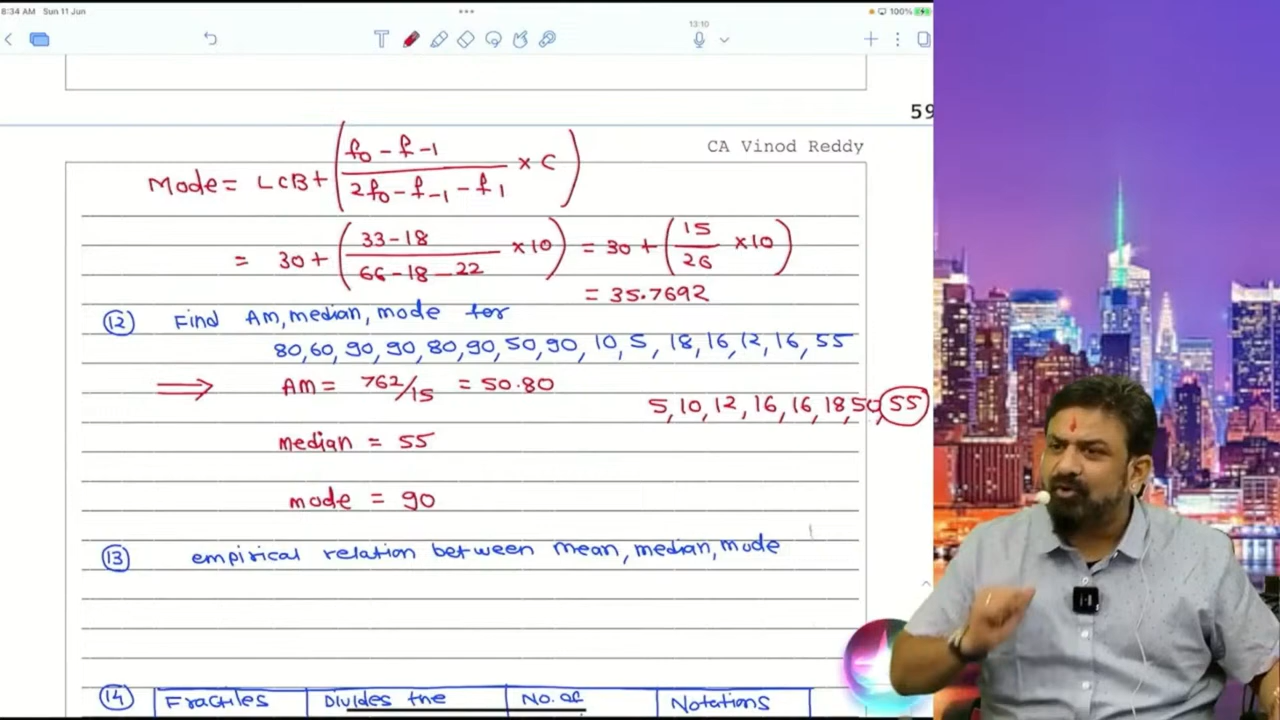 8:34 AM Sun 11 Jun 100%
13:10
T
59
CA Vinod Reddy
Mode = LCB + ( f₀ - f₋₁ / 2f₀ - f₋₁ - f₁ × C )
= 30 + ( 33-18 / 66-18-22 × 10 ) = 30 + ( 15 / 26 × 10 )
= 35.7692
(12) Find AM, median, mode for
80, 60, 90, 90, 80, 90, 50, 90, 10, 5, 18, 16, 12, 16, 55
⟹ AM = 762/15 = 50.80
5, 10, 12, 16, 16, 18, 50, 55
median = 55
mode = 90
(13) empirical relation between mean, median, mode
(14) Fractiles Divides the No. of Notations